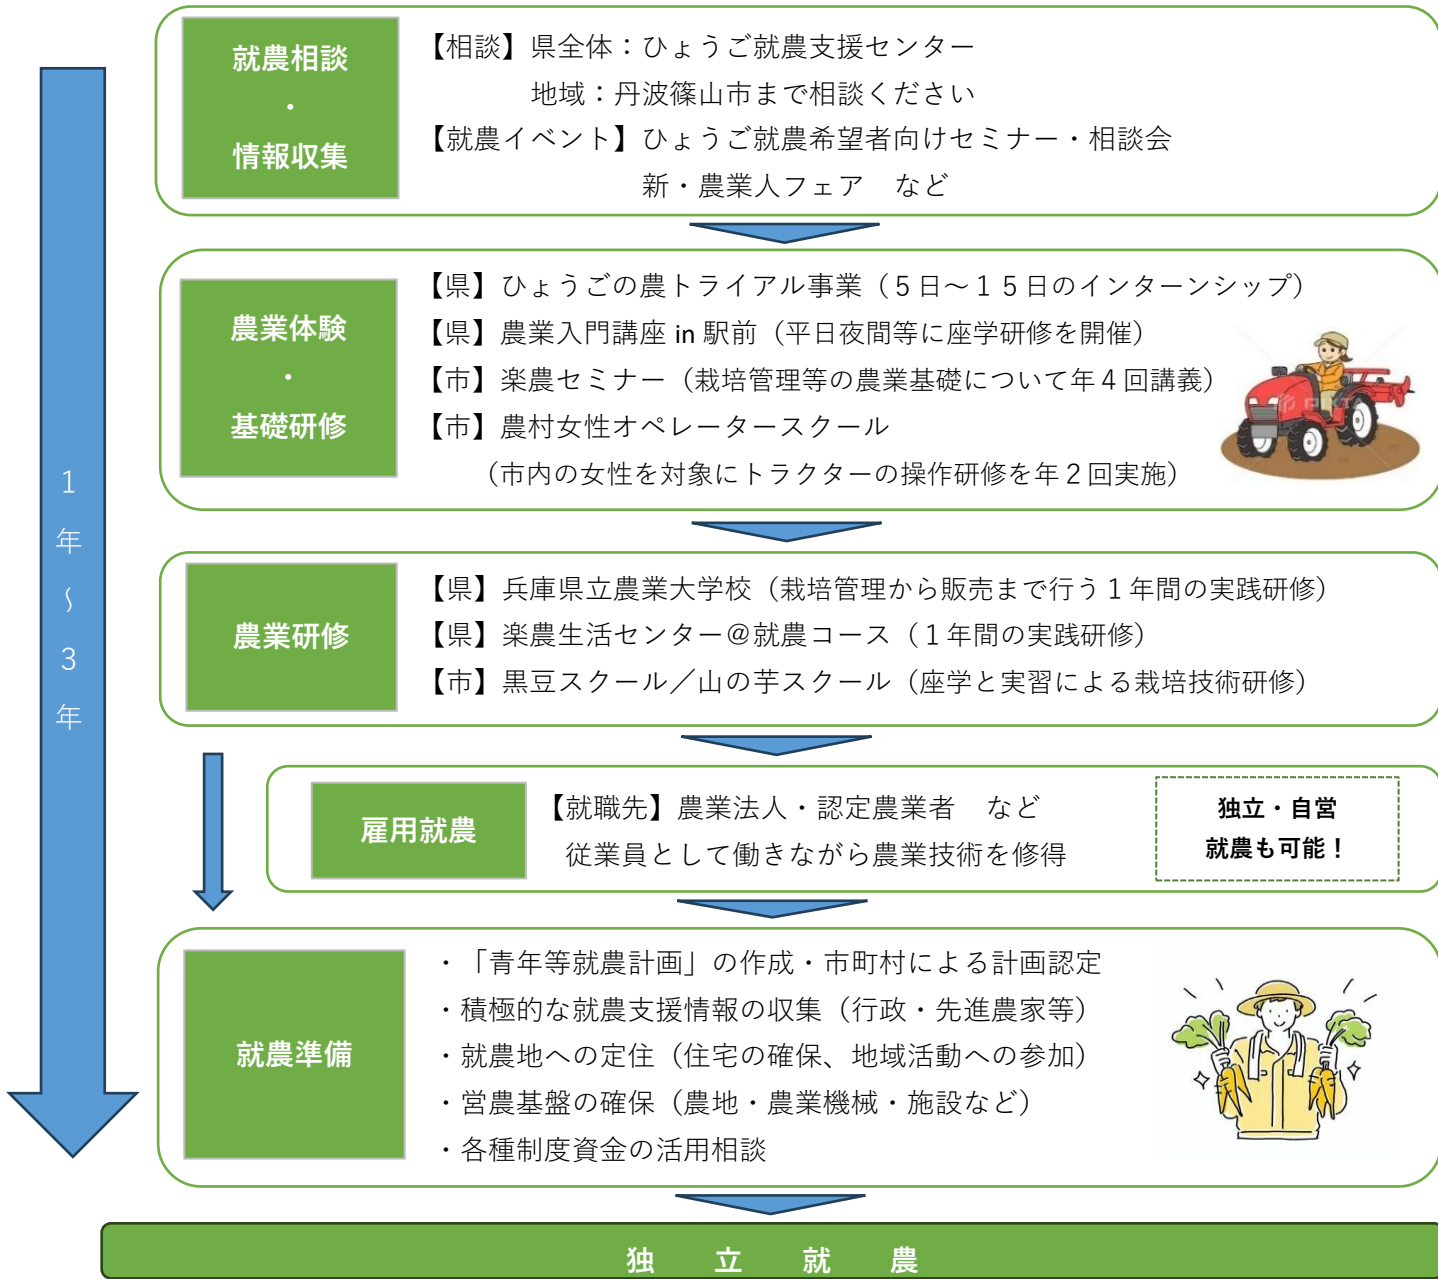 就農相談
・
情報収集
【相談】県全体：ひょうご就農支援センター
地域：丹波篠山市まで相談ください
【就農イベント】ひょうご就農希望者向けセミナー・相談会
新・農業人フェア　など
1年～3年
農業体験
・
基礎研修
【県】ひょうごの農トライアル事業（５日～１５日のインターンシップ）
【県】農業入門講座 in 駅前（平日夜間等に座学研修を開催）
【市】楽農セミナー（栽培管理等の農業基礎について年４回講義）
【市】農村女性オペレータースクール
（市内の女性を対象にトラクターの操作研修を年２回実施）
農業研修
【県】兵庫県立農業大学校（栽培管理から販売まで行う１年間の実践研修）
【県】楽農生活センター＠就農コース（１年間の実践研修）
【市】黒豆スクール／山の芋スクール（座学と実習による栽培技術研修）
雇用就農
【就職先】農業法人・認定農業者　など
従業員として働きながら農業技術を修得
独立・自営
就農も可能！
就農準備
・「青年等就農計画」の作成・市町村による計画認定
・積極的な就農支援情報の収集（行政・先進農家等）
・就農地への定住（住宅の確保、地域活動への参加）
・営農基盤の確保（農地・農業機械・施設など）
・各種制度資金の活用相談
独　立　就　農